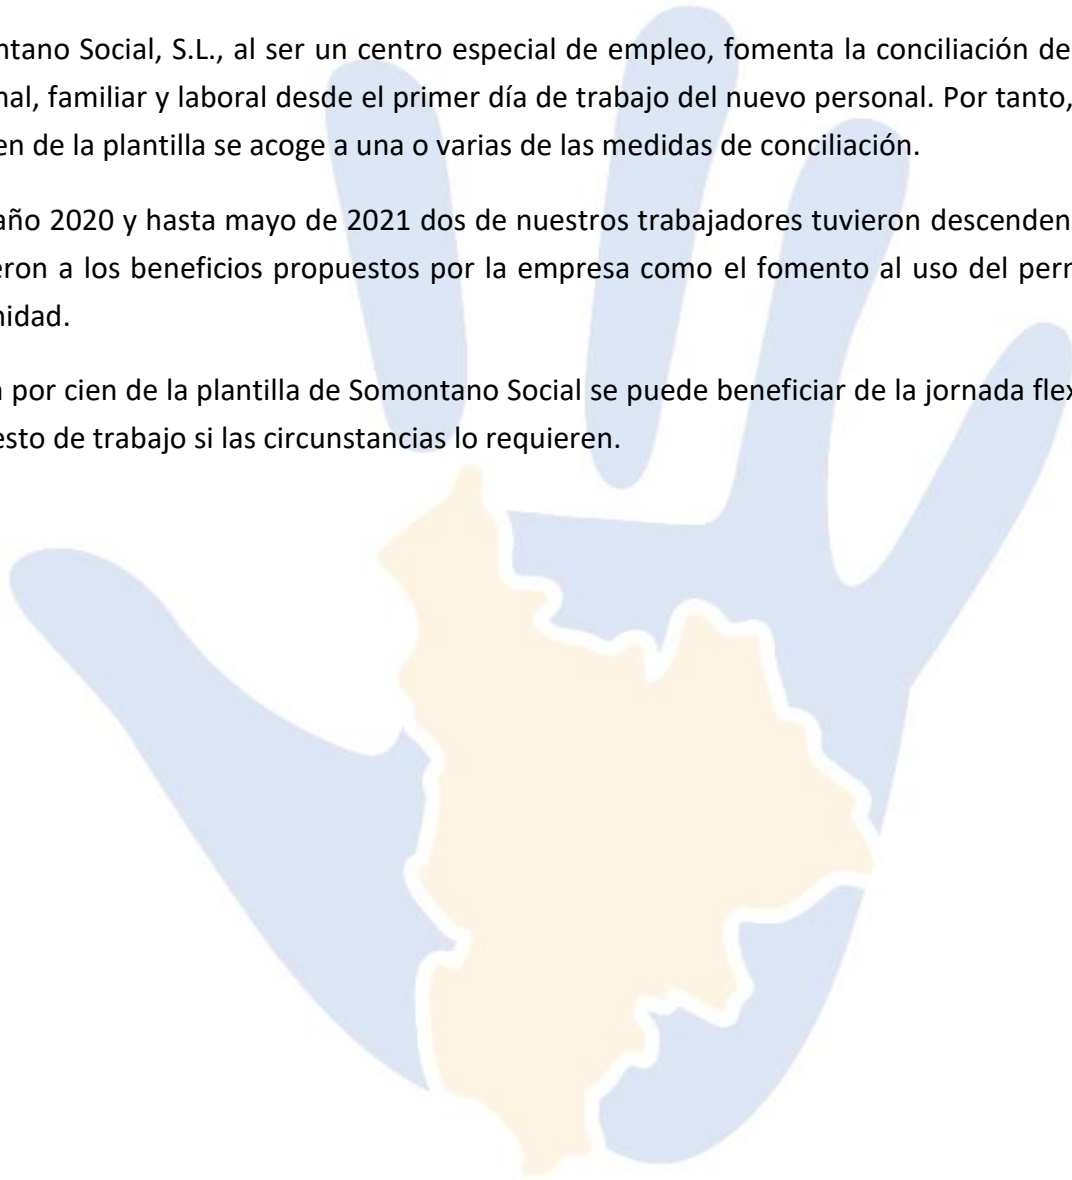 ntano Social, S.L., al ser un centro especial de empleo, fomenta la conciliación de
nal, familiar y laboral desde el primer día de trabajo del nuevo personal. Por tanto,
en de la plantilla se acoge a una o varias de las medidas de conciliación.
año 2020 y hasta mayo de 2021 dos de nuestros trabajadores tuvieron descenden
eron a los beneficios propuestos por la empresa como el fomento al uso del perm
nidad.
n por cien de la plantilla de Somontano Social se puede beneficiar de la jornada flex
esto de trabajo si las circunstancias lo requieren.